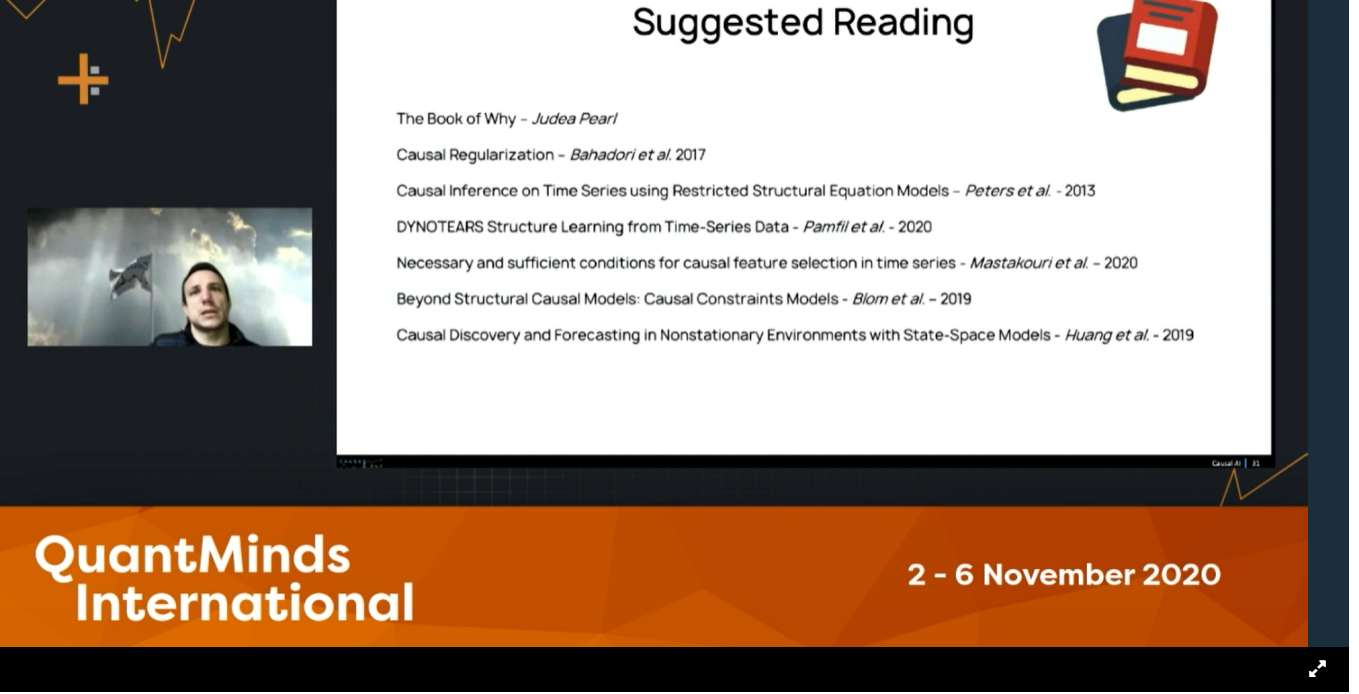 Suggested Reading
The Book of Why – Judea Pearl
Causal Regularization – Bahadori et al. 2017
Causal Inference on Time Series using Restricted Structural Equation Models – Peters et al. - 2013
DYNOTEARS Structure Learning from Time-Series Data - Pamfil et al. - 2020
Necessary and sufficient conditions for causal feature selection in time series - Mastakouri et al. – 2020
Beyond Structural Causal Models: Causal Constraints Models - Blom et al. – 2019
Causal Discovery and Forecasting in Nonstationary Environments with State-Space Models - Huang et al. - 2019
Causal AI | 31
QuantMinds
International
2 - 6 November 2020